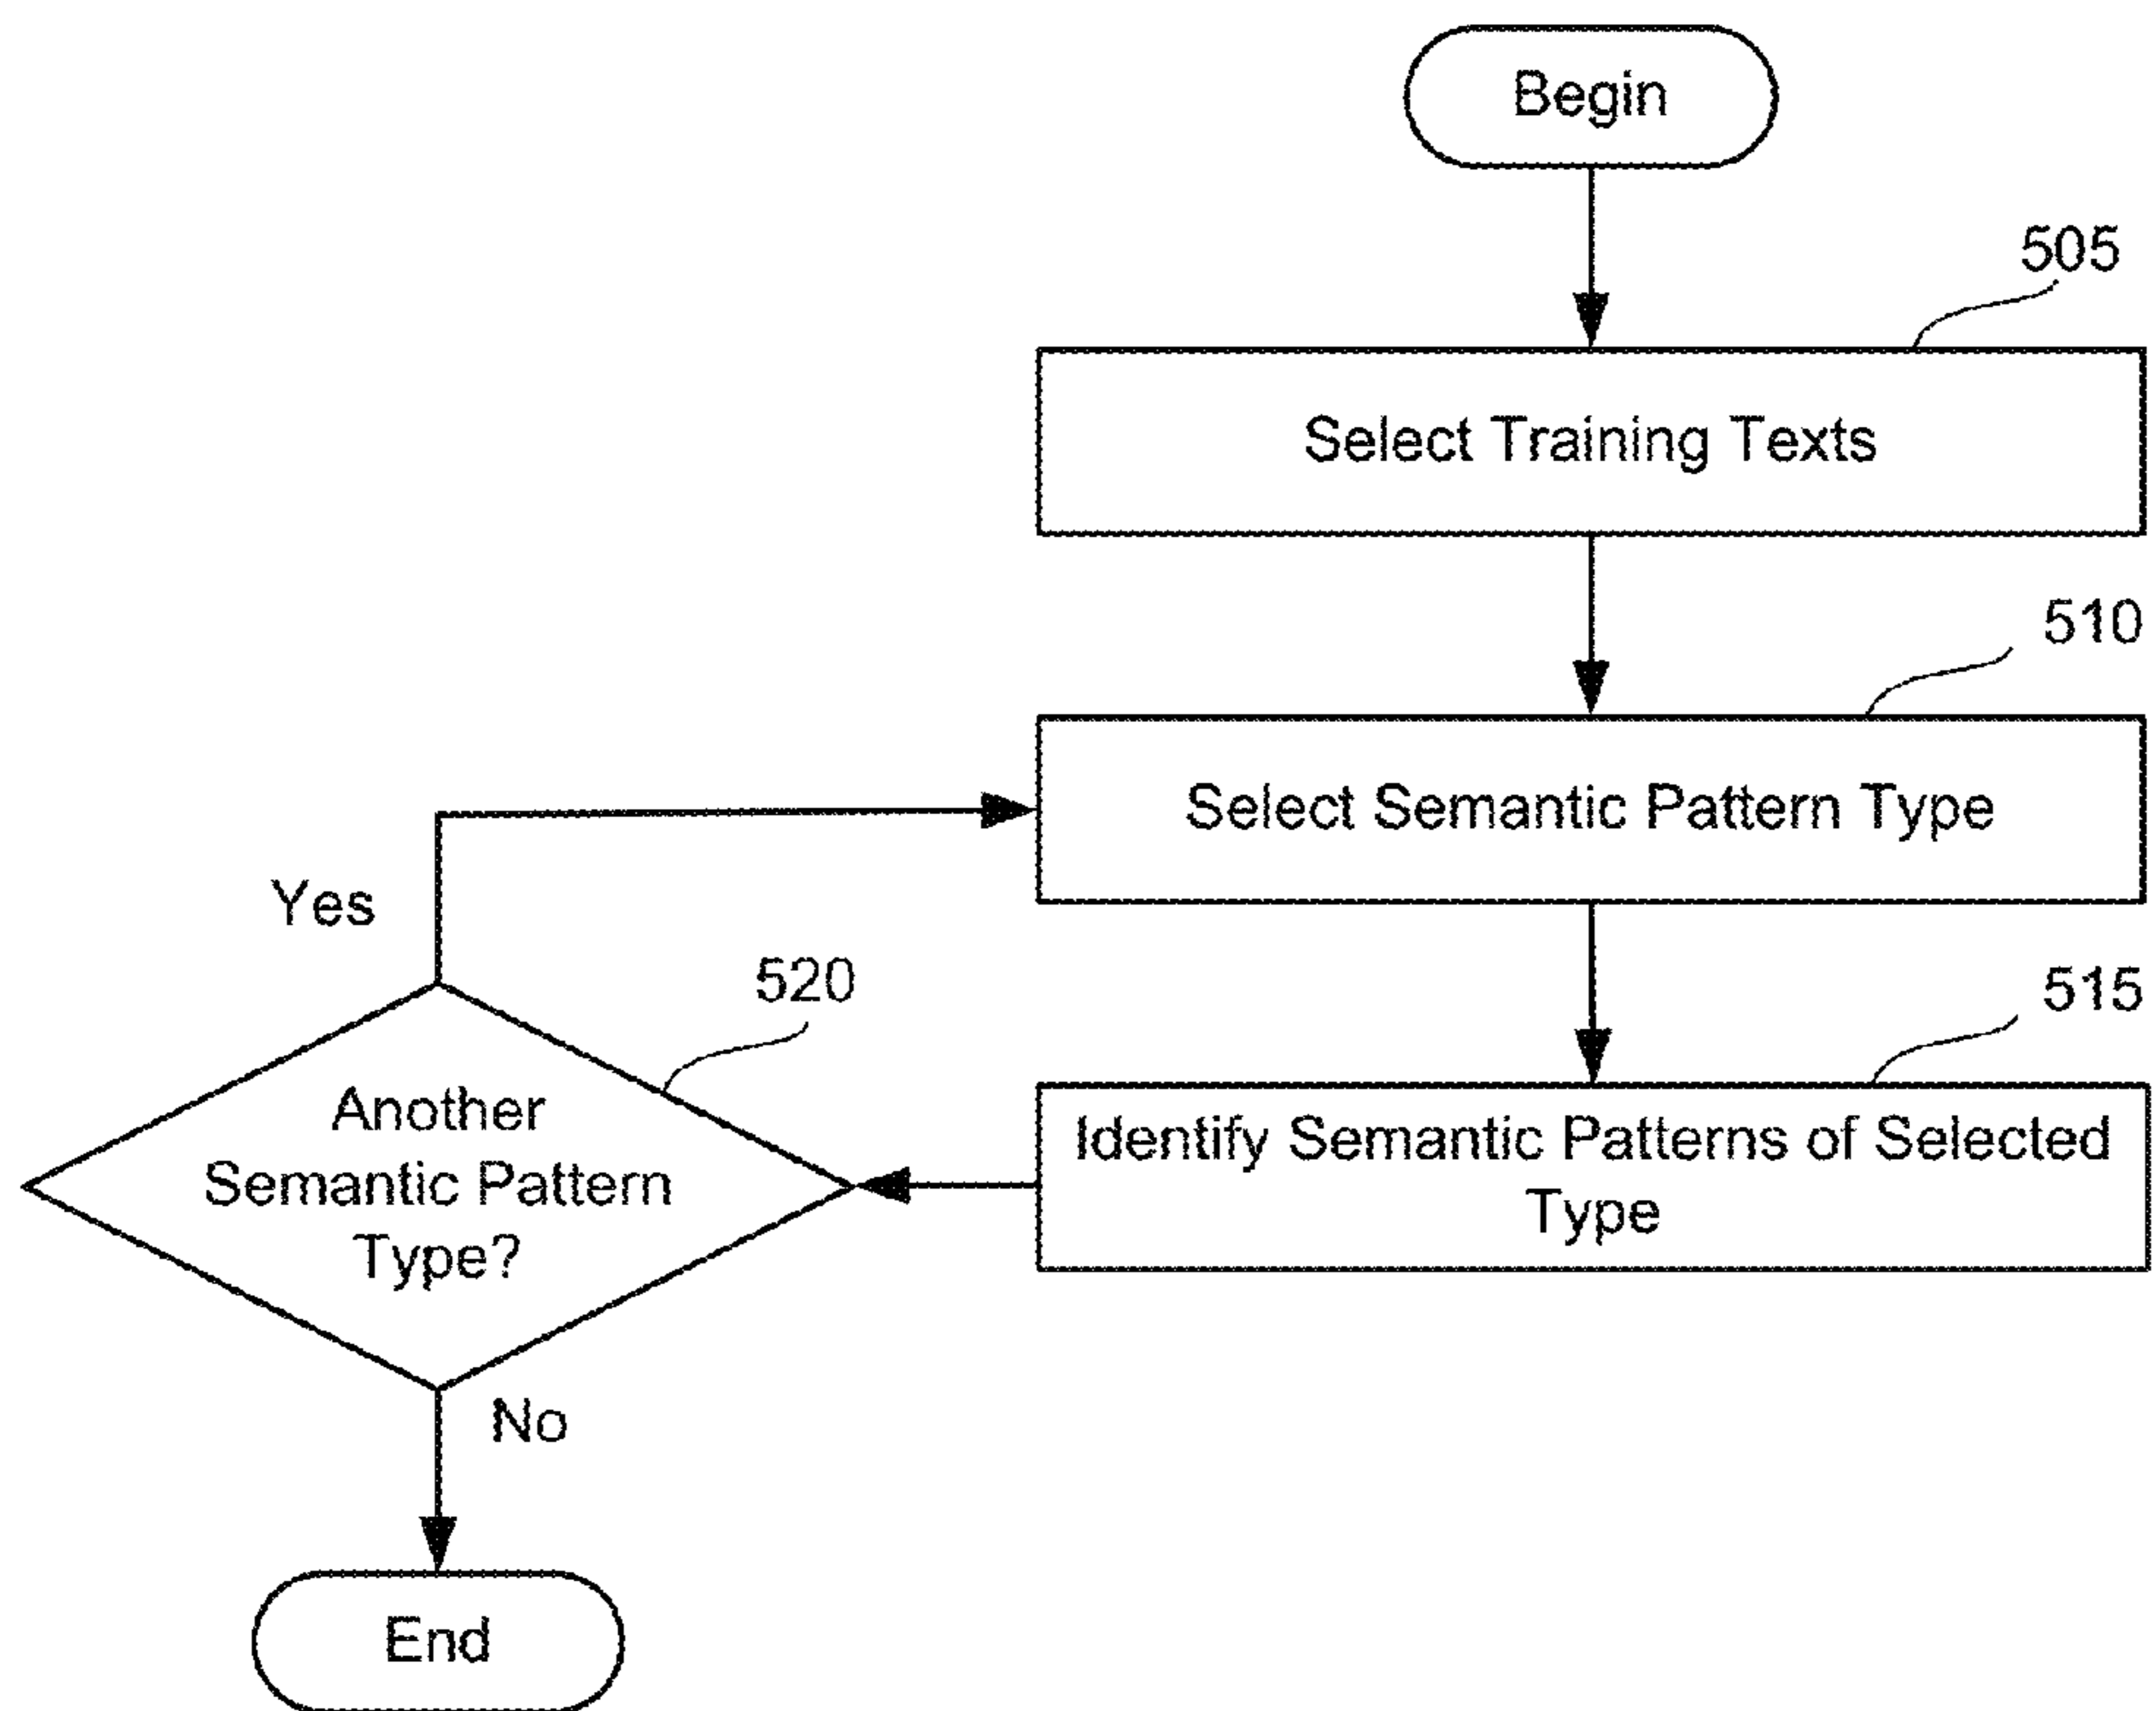 Begin
505
Select Training Texts
510
Select Semantic Pattern Type
Yes
520
515
Another
Semantic Pattern
Type?
Identify Semantic Patterns of Selected
Type
No
End